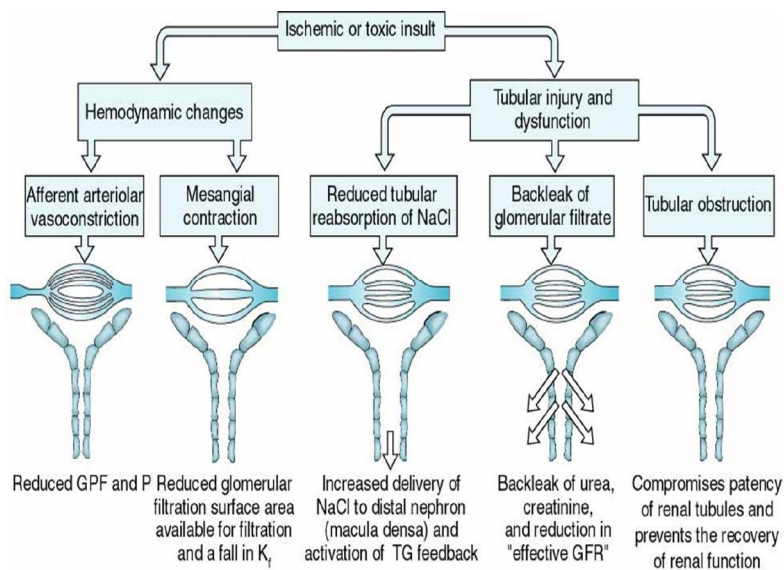 Ischemic or toxic insult
Hemodynamic changes
Tubular injury and
dysfunction
Afferent arteriolar
vasoconstriction
Mesangial
contraction
Reduced tubular
reabsorption of NaCl
Backleak of
glomerular filtrate
Tubular obstruction
Reduced GPF and P
Reduced glomerular
filtration surface area
available for filtration
and a fall in Kf
Increased delivery of
NaCl to distal nephron
(macula densa) and
activation of TG feedback
Backleak of urea,
creatinine,
and reduction in
"effective GFR"
Compromises patency
of renal tubules and
prevents the recovery
of renal function